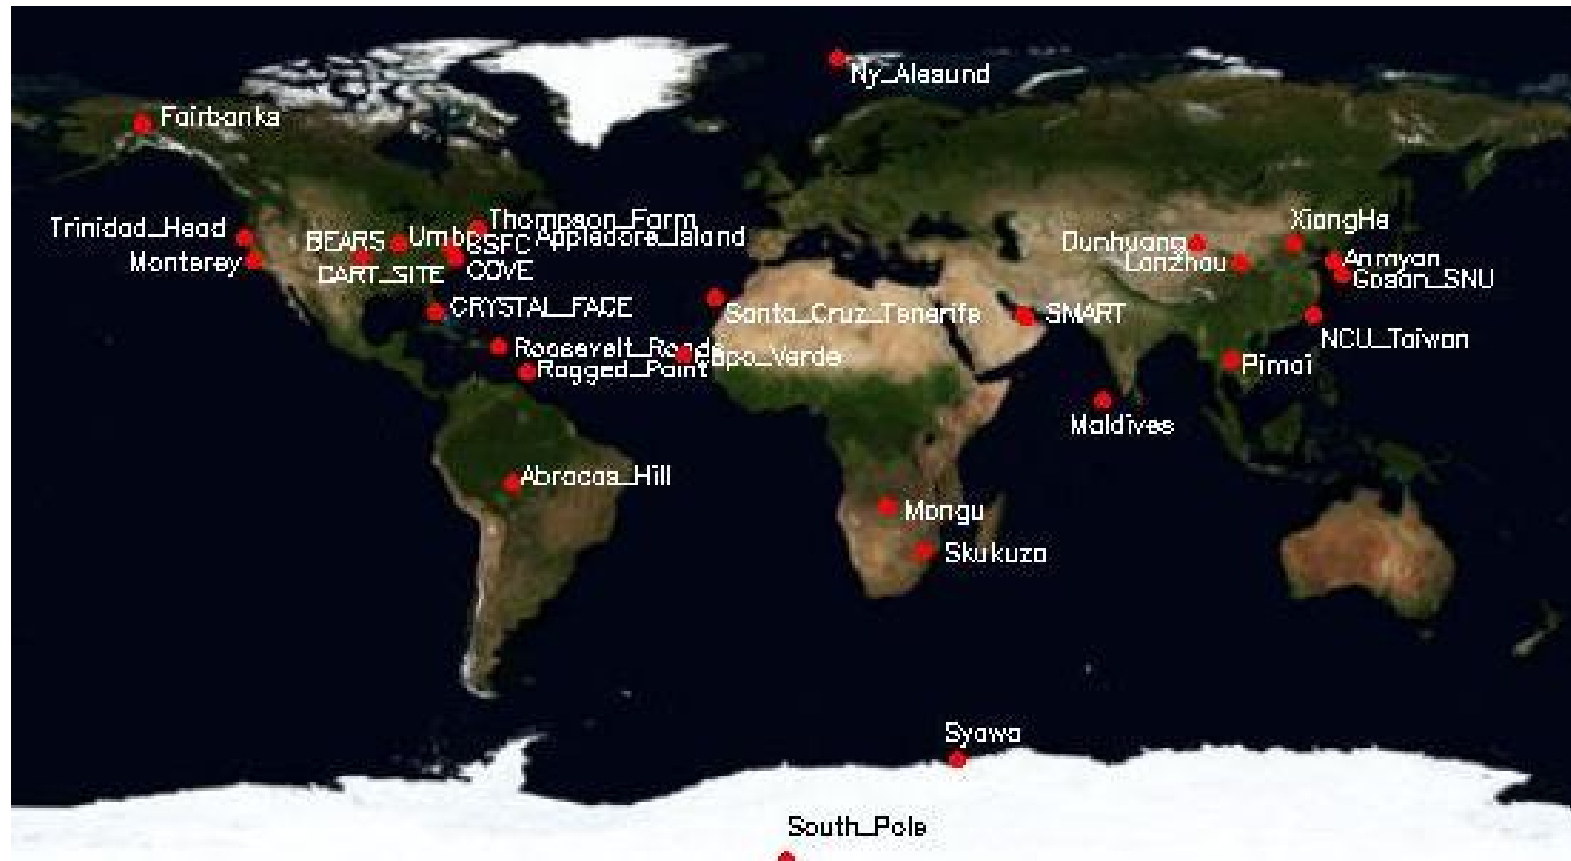 Ny_Alesund
Fairbanks
Trinidad_Head
Thompson_Farm
XiangHe
BEARS
Appledore_Island
GSFC
Dunhuang
Monterey
COVE
Lanzhou
Anmyon
CART_SITE
Gosan_SNU
CRYSTAL_FACE
Santa_Cruz_Tenerife
SMART
NCU_Taiwan
Roosevelt_Roads
Capo_Verde
Ragged_Point
Pimai
Maldives
Abracos_Hill
Mongu
Skukuza
Syowa
South_Pole